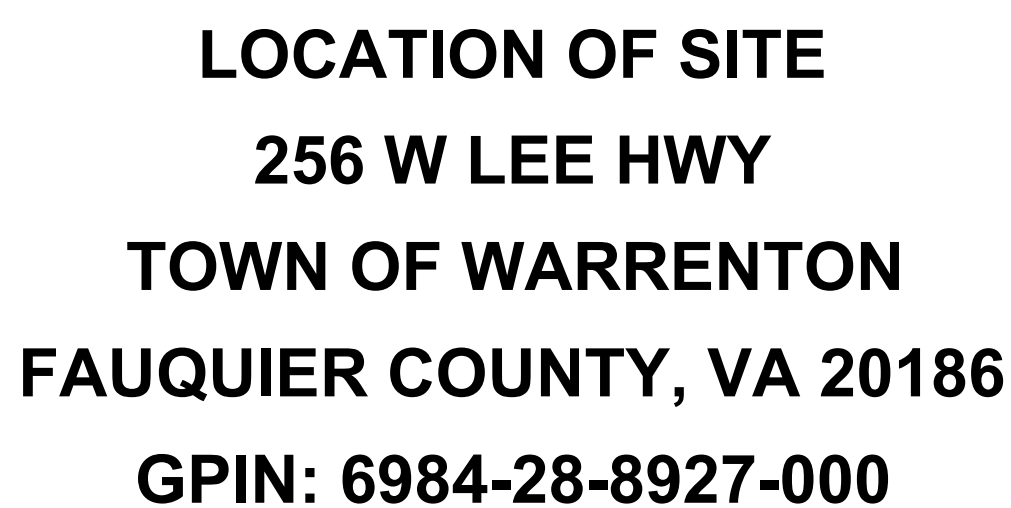 LOCATION OF SITE
256 W LEE HWY
TOWN OF WARRENTON
FAUQUIER COUNTY, VA 20186
GPIN: 6984-28-8927-000